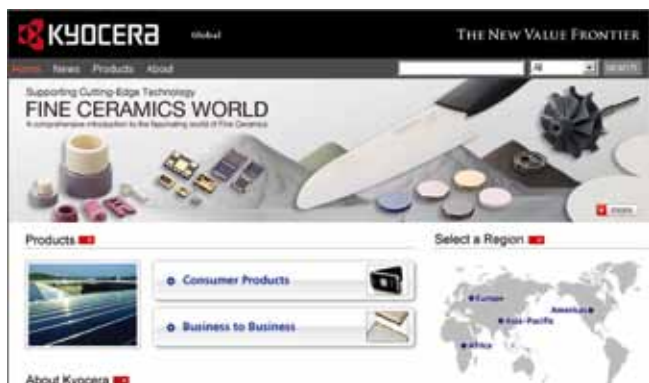 KYOCERA Global THE NEW VALUE FRONTIER
Home News Products About All SEARCH
Supporting Cutting-Edge Technology
FINE CERAMICS WORLD
A comprehensive introduction to the fascinating world of Fine Ceramics
more
Products
Select a Region
Consumer Products
Business to Business
Europe
Americas
Asia-Pacific
Africa
About Kyocera